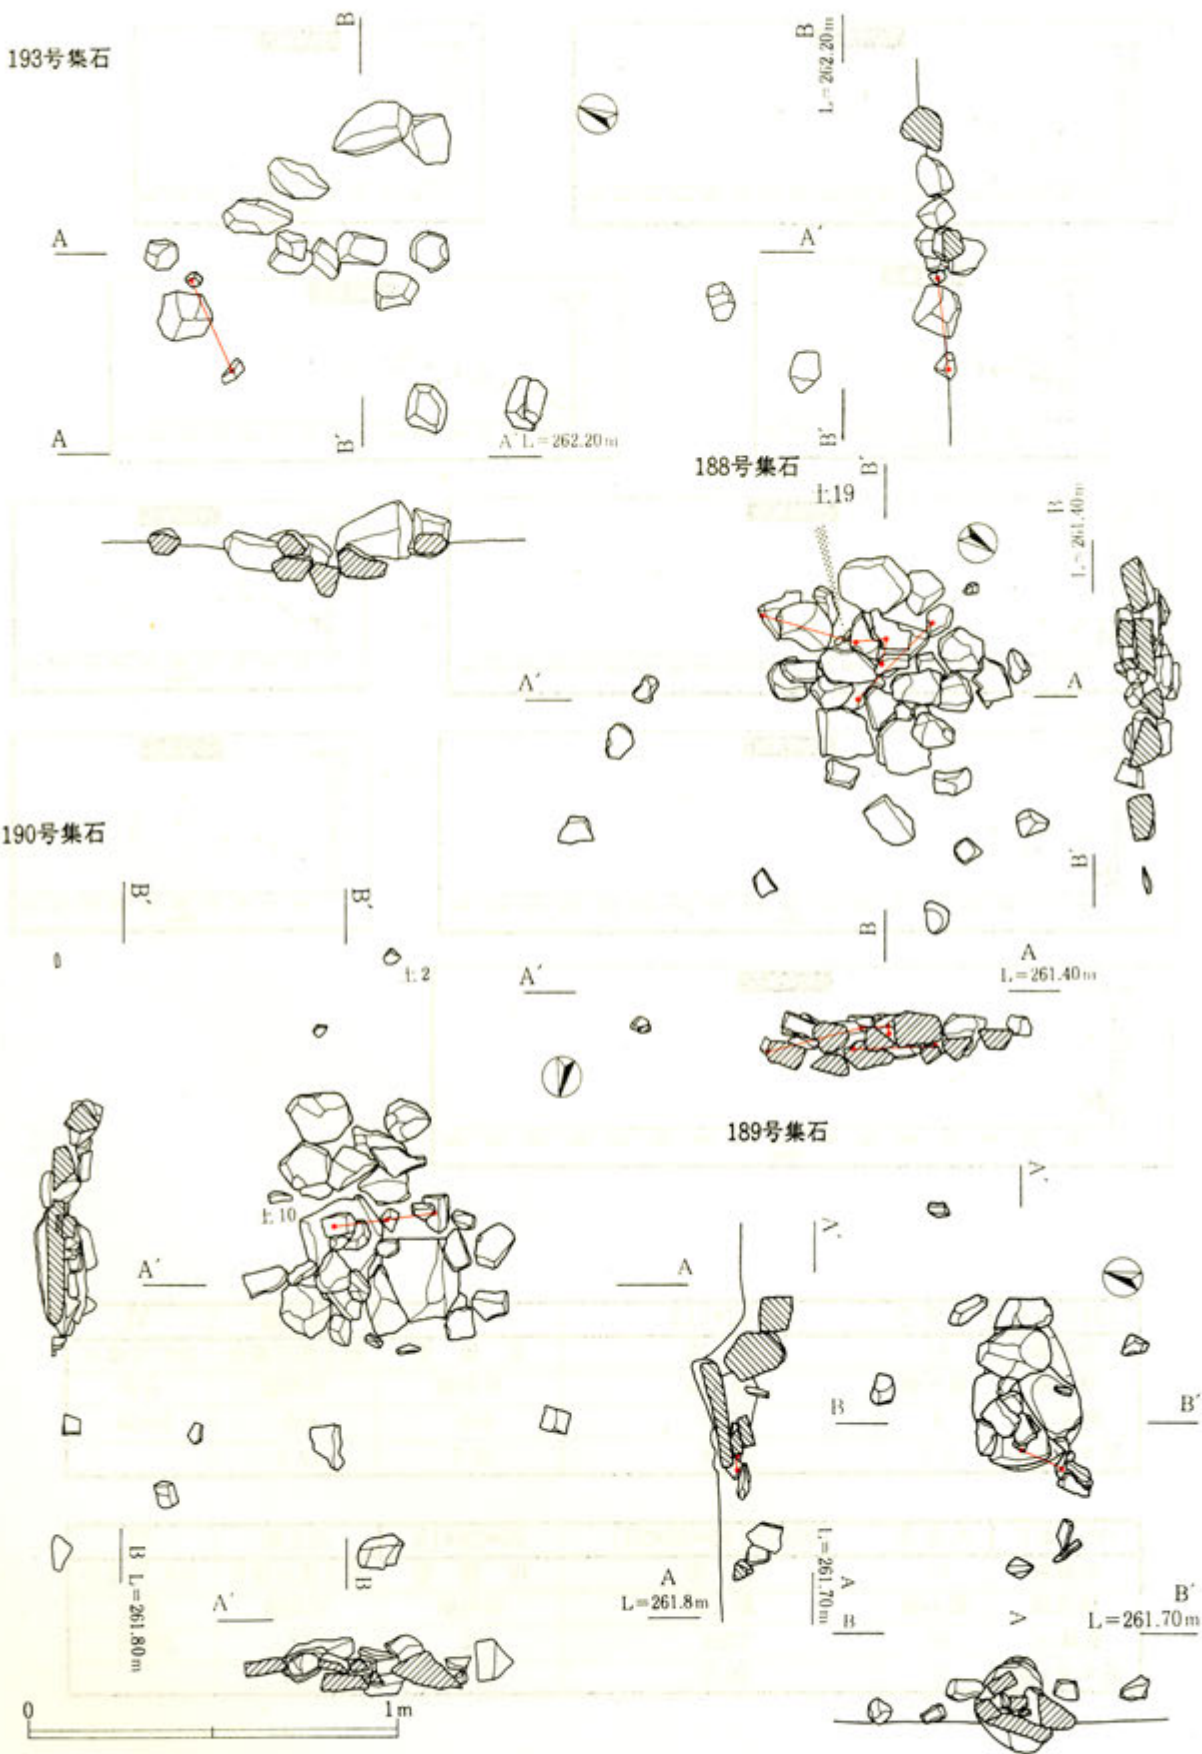 193号集石
B
B
L=262.20m
A
A'
A
B'
A' L=262.20m
B'
188号集石
B'
土19
B
L=261.40m
A'
A
190号集石
B'
B'
B'
B
土2
A'
A
L=261.40m
189号集石
A'
A'
土10
A'
A
B
B'
B
L=261.80m
B
A'
A
L=261.8m
L=261.70m
A
B
A
B'
L=261.70m
0
1m